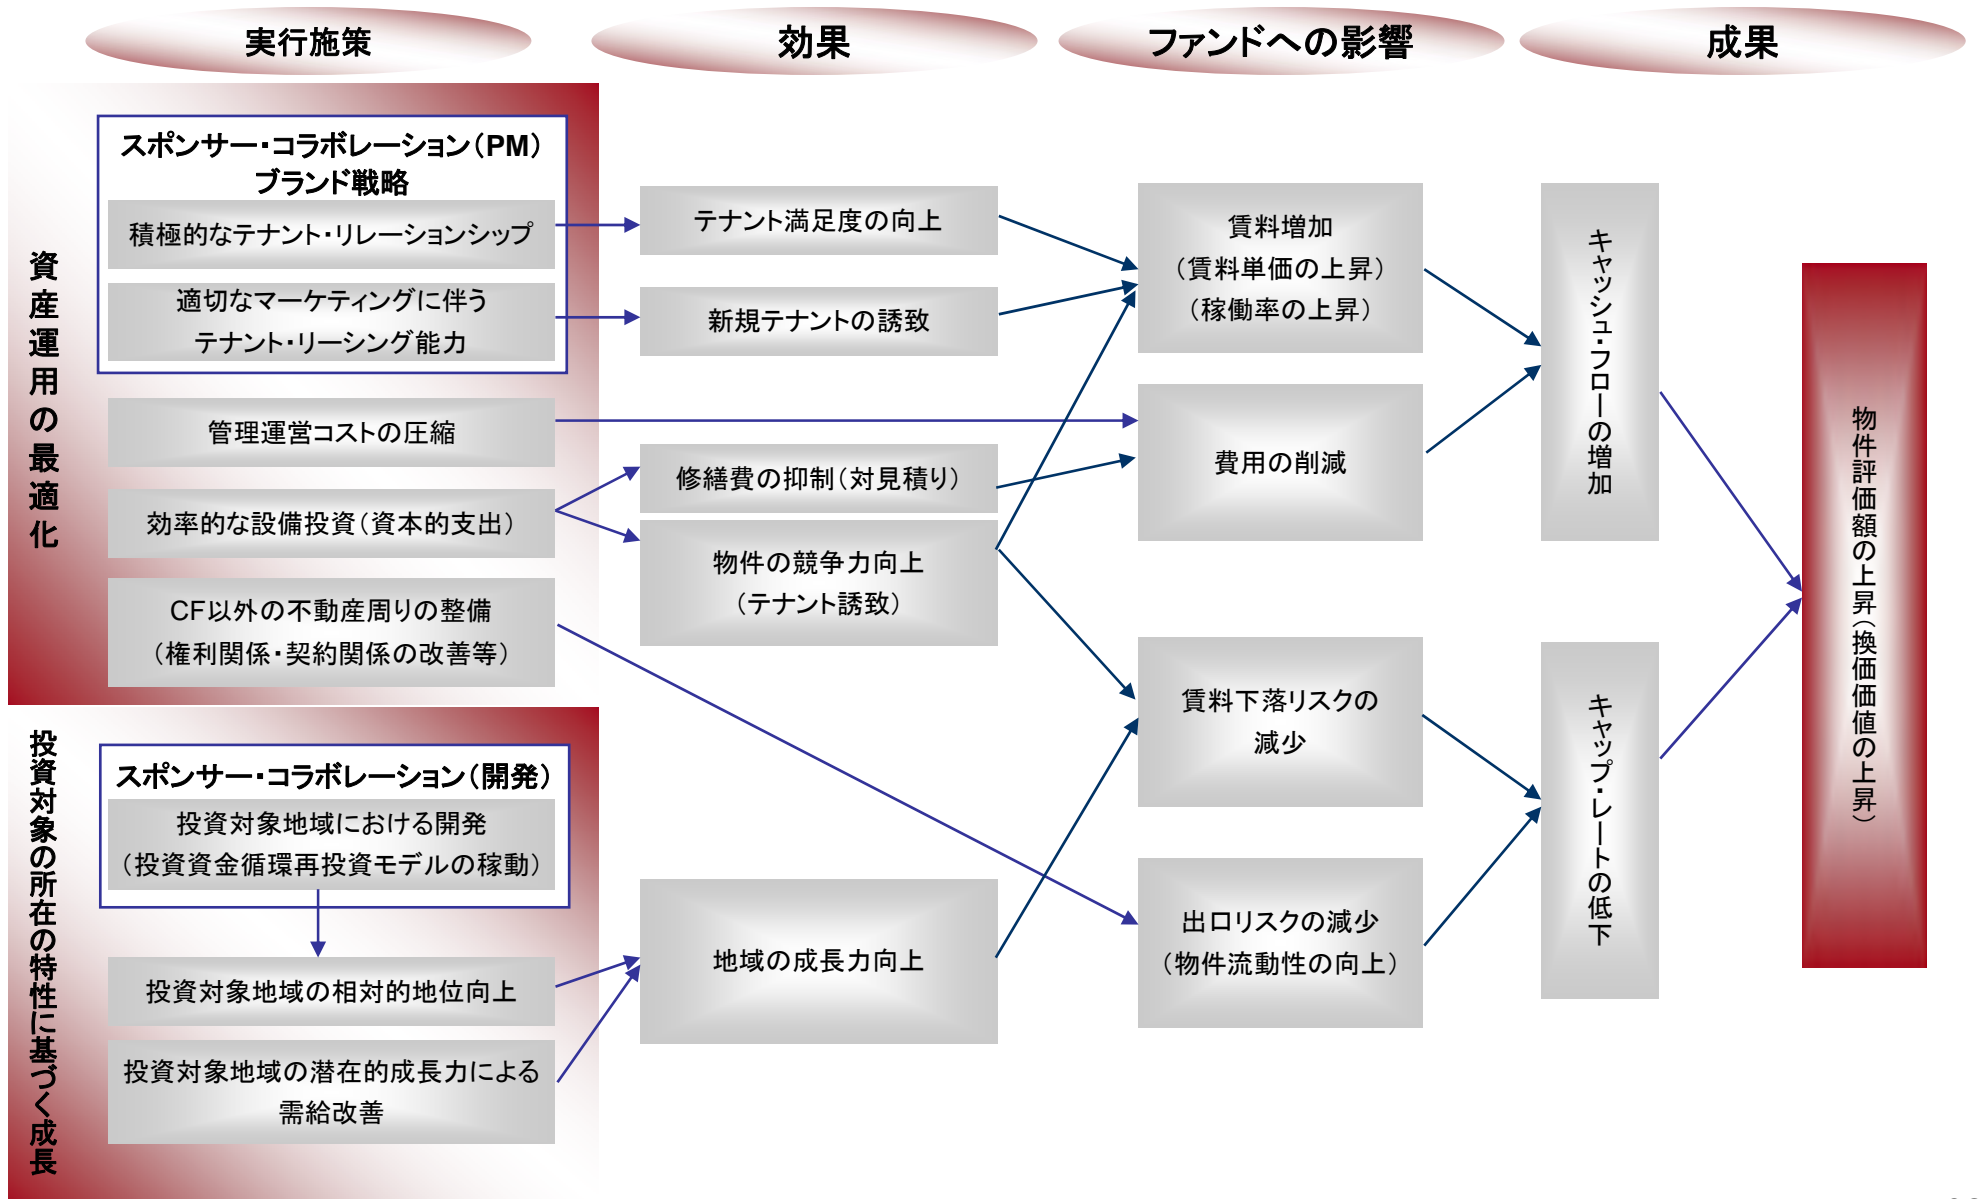 実行施策
効果
ファンドへの影響
成果
資産運用の最適化
スポンサー・コラボレーション（PM）
ブランド戦略
積極的なテナント・リレーションシップ
適切なマーケティングに伴う
テナント・リーシング能力
管理運営コストの圧縮
効率的な設備投資（資本的支出）
CF以外の不動産周りの整備
（権利関係・契約関係の改善等）
投資対象の所在の特性に基づく成長
スポンサー・コラボレーション（開発）
投資対象地域における開発
（投資資金循環再投資モデルの稼動）
投資対象地域の相対的地位向上
投資対象地域の潜在的成長力による
需給改善
テナント満足度の向上
新規テナントの誘致
修繕費の抑制（対見積り）
物件の競争力向上
（テナント誘致）
地域の成長力向上
賃料増加
（賃料単価の上昇）
（稼働率の上昇）
費用の削減
賃料下落リスクの
減少
出口リスクの減少
（物件流動性の向上）
キャッシュ・フローの増加
キャップ・レートの低下
物件評価額の上昇（換価価値の上昇）